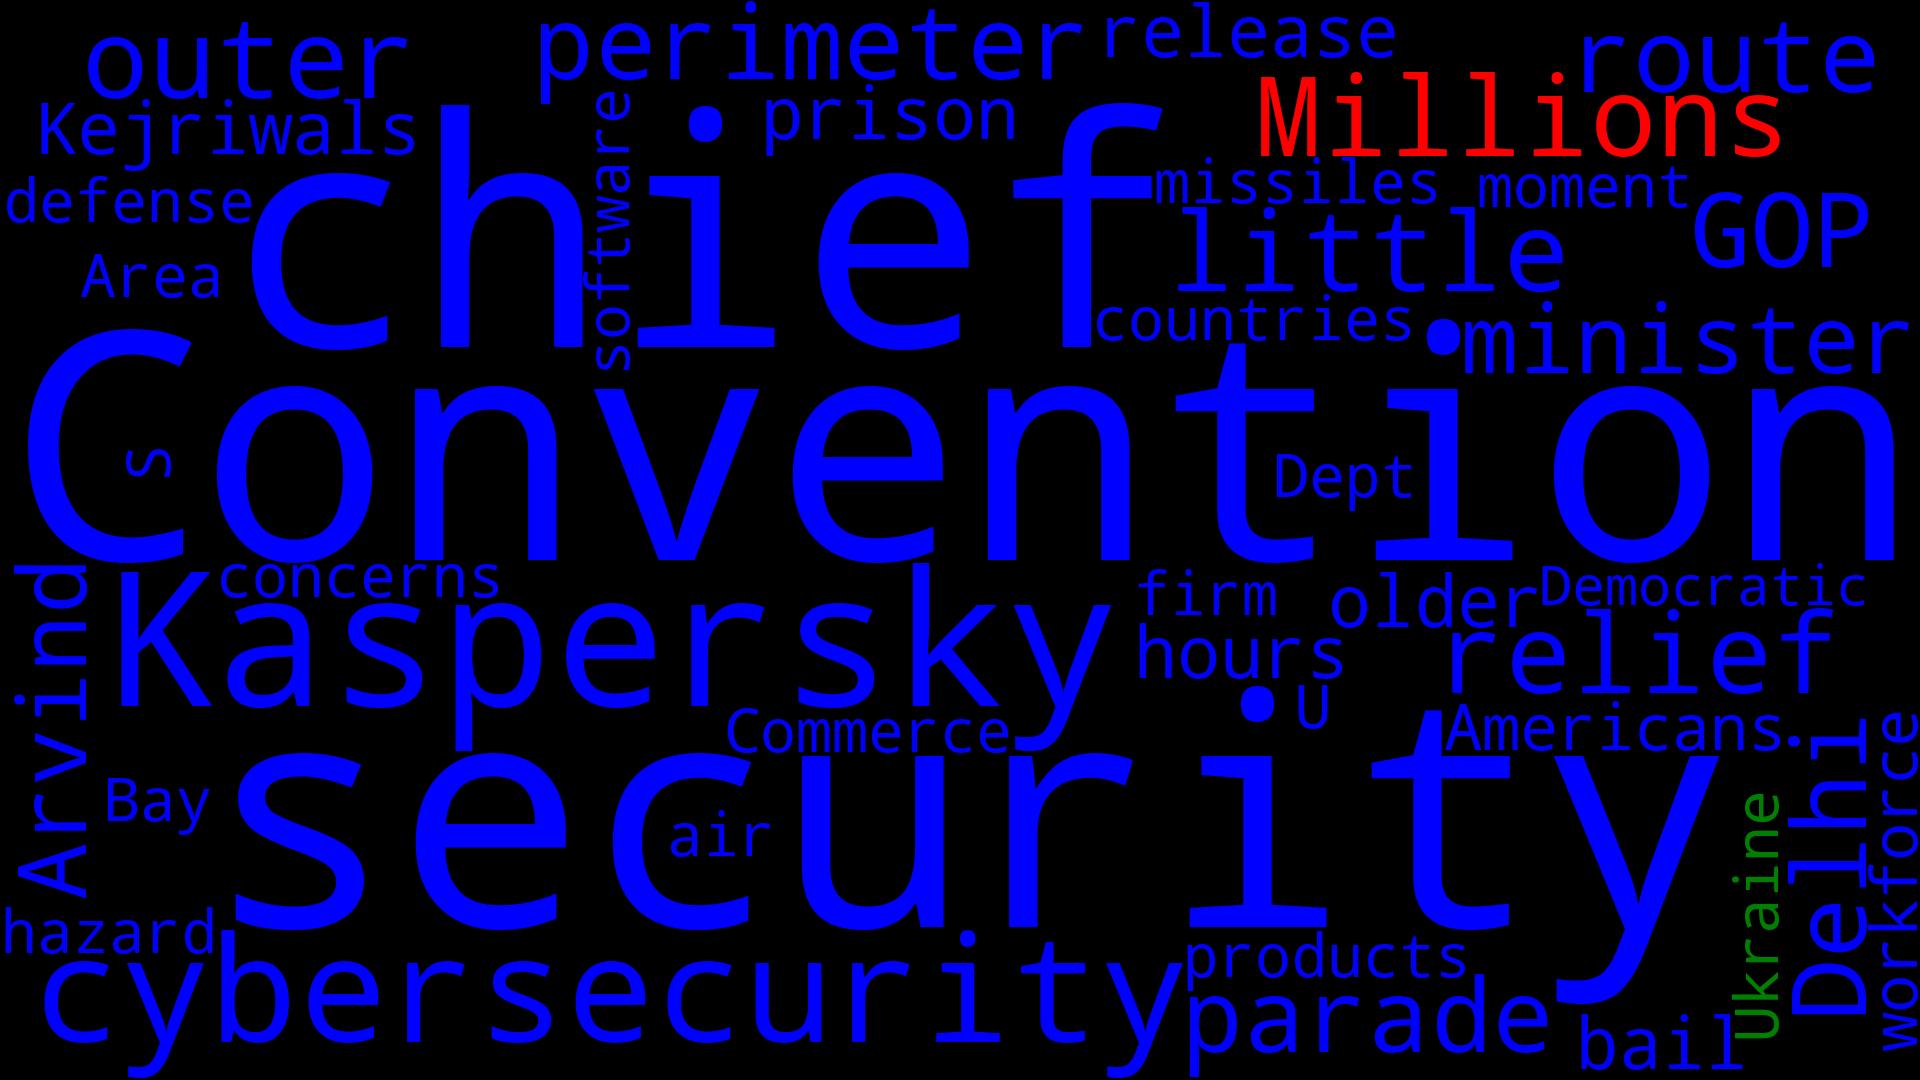 outer
perimeter
release
route
Millions
Kejriwals
prison
software
chief
missiles
moment
defense
little
GOP
Area
countries
minister
Convention
S
Dept
concerns
Kaspersky
firm
older
Democratic
Arvind
hours
relief
U
Commerce
Americans
security
Bay
air
Ukraine
Delhi
workforce
hazard
cybersecurity
products
parade
bail